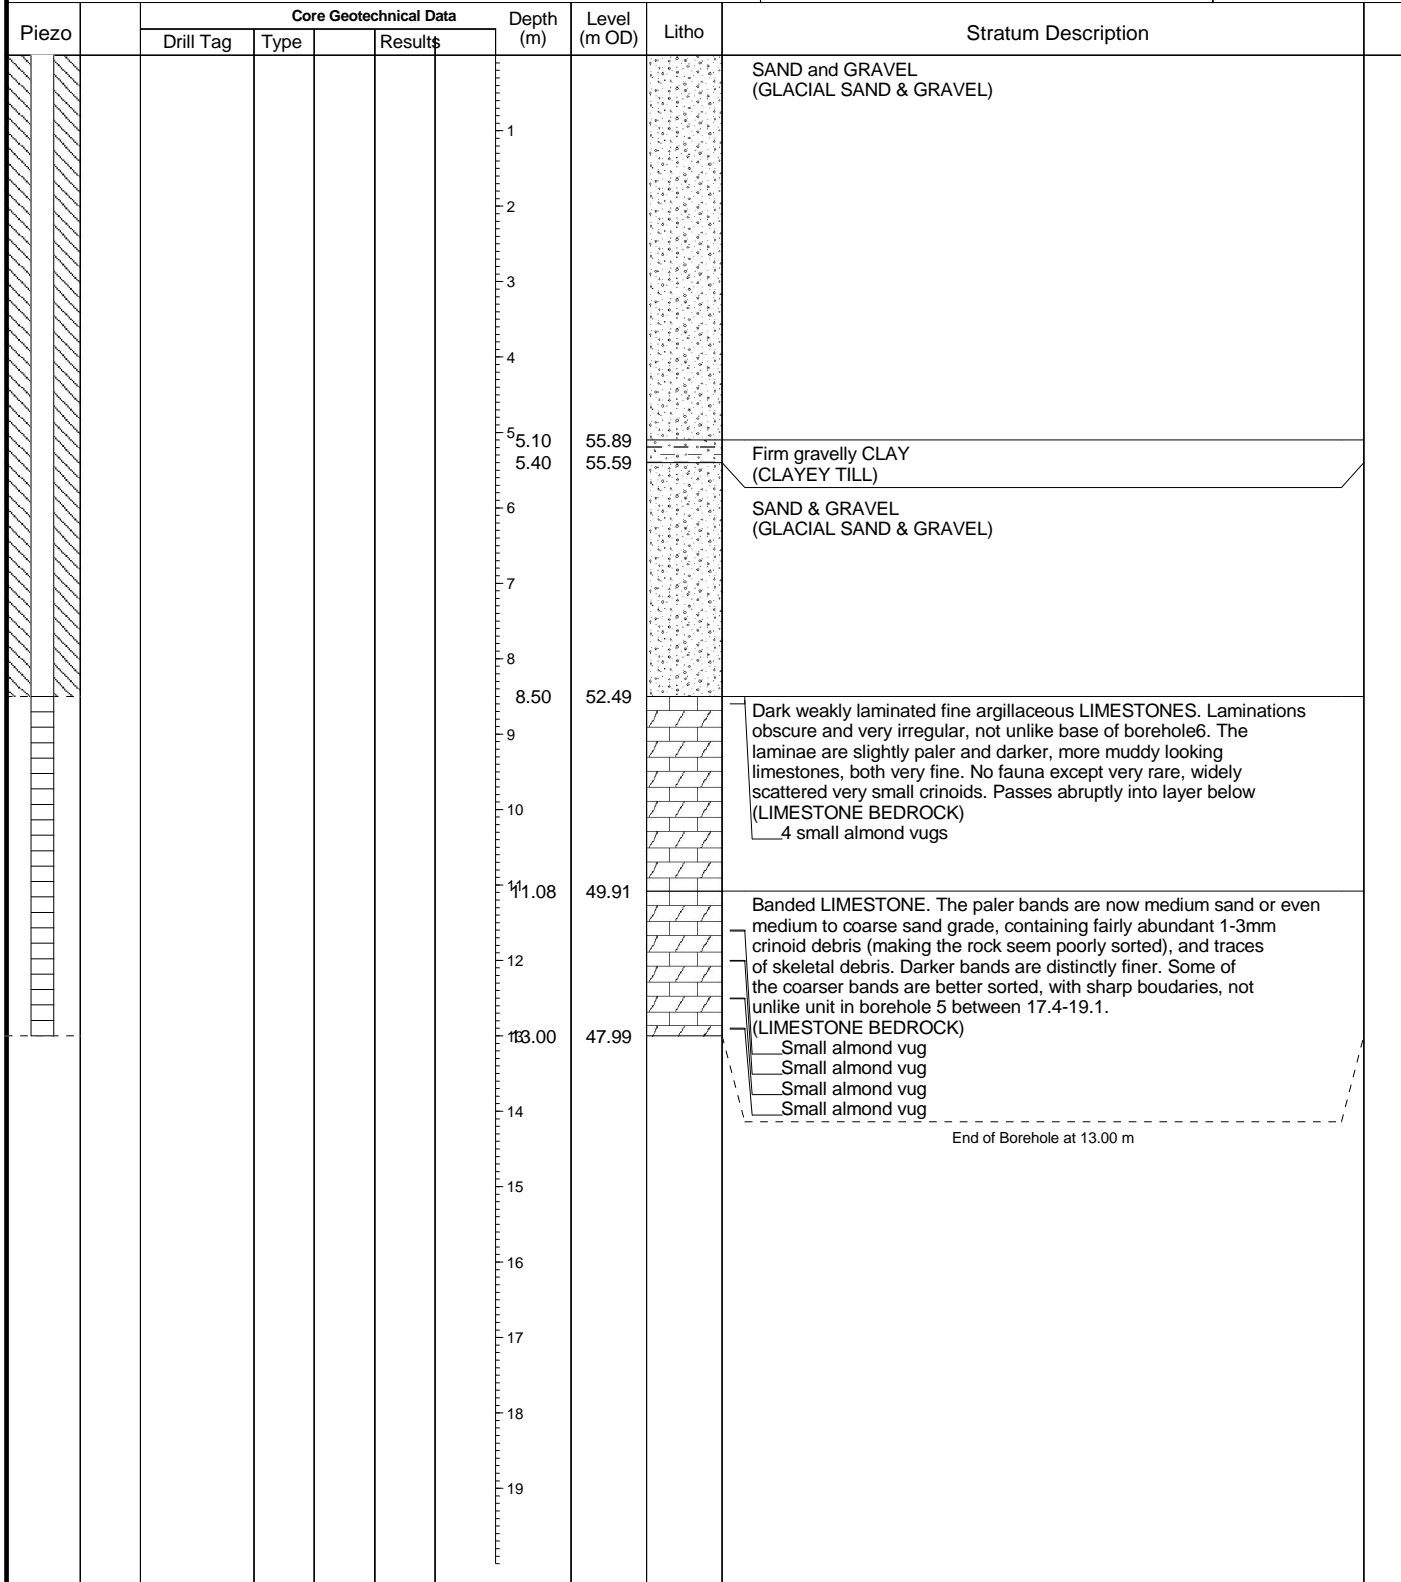 Piezo
Core Geotechnical Data
Drill Tag Type Results
Depth
(m)
Level
(m OD)
Litho
Stratum Description
SAND and GRAVEL
(GLACIAL SAND & GRAVEL)
1
2
3
4
5
5.10 55.89
Firm gravelly CLAY
5.40 55.59
(CLAYEY TILL)
6
SAND & GRAVEL
(GLACIAL SAND & GRAVEL)
7
8
8.50 52.49
Dark weakly laminated fine argillaceous LIMESTONES. Laminations
9
obscure and very irregular, not unlike base of borehole6. The
laminae are slightly paler and darker, more muddy looking
limestones, both very fine. No fauna except very rare, widely
scattered very small crinoids. Passes abruptly into layer below
10
(LIMESTONE BEDROCK)
4 small almond vugs
11
11.08 49.91
Banded LIMESTONE. The paler bands are now medium sand or even
medium to coarse sand grade, containing fairly abundant 1-3mm
crinoid debris (making the rock seem poorly sorted), and traces
12
of skeletal debris. Darker bands are distinctly finer. Some of
the coarser bands are better sorted, with sharp boudaries, not
unlike unit in borehole 5 between 17.4-19.1.
(LIMESTONE BEDROCK)
13
13.00 47.99
Small almond vug
Small almond vug
Small almond vug
Small almond vug
14
End of Borehole at 13.00 m
15
16
17
18
19